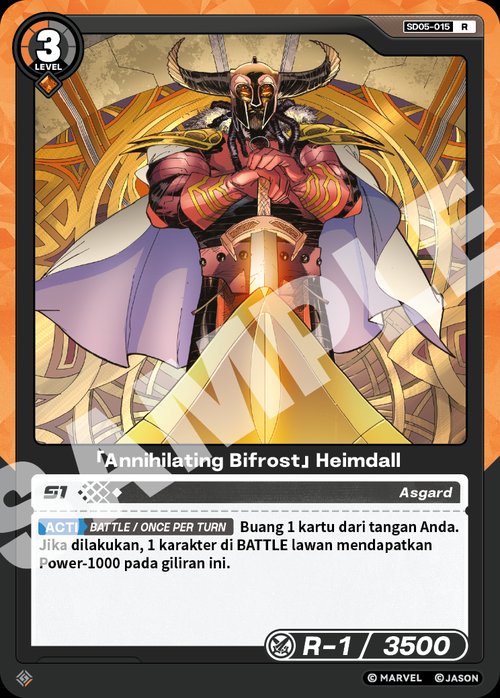 3
LEVEL
SD05-015 R
「Annihilating Bifrost」 Heimdall
S1
Asgard
ACT BATTLE / ONCE PER TURN Buang 1 kartu dari tangan Anda.
Jika dilakukan, 1 karakter di BATTLE lawan mendapatkan
Power-1000 pada giliran ini.
R-1 / 3500
© MARVEL © JASON
SAMPLE